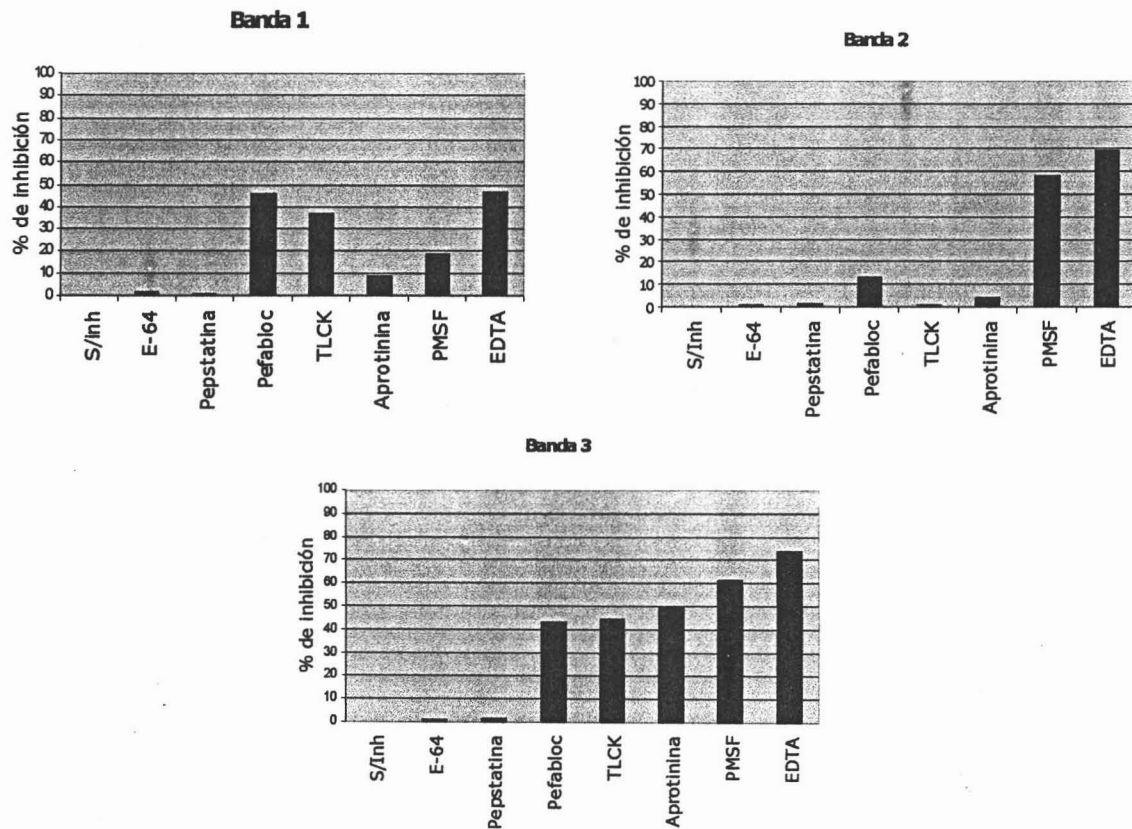 Banda 1
% de inhibición
100
90
80
70
60
50
40
30
20
10
0
S/Inh
E-64
Pepstatina
Pefabloc
TLCK
Aprotinina
PMSF
EDTA
Banda 2
% de inhibición
100
90
80
70
60
50
40
30
20
10
0
S/Inh
E-64
Pepstatina
Pefabloc
TLCK
Aprotinina
PMSF
EDTA
Banda 3
% de inhibición
100
90
80
70
60
50
40
30
20
10
0
S/Inh
E-64
Pepstatina
Pefabloc
TLCK
Aprotinina
PMSF
EDTA